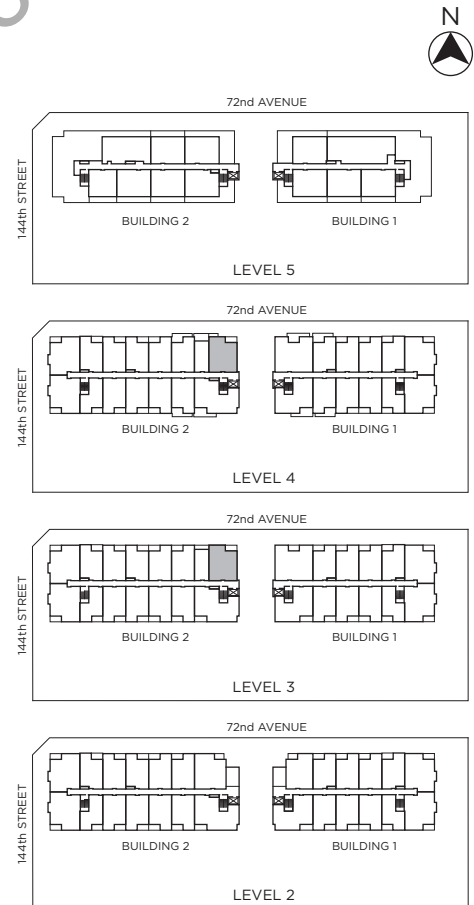 N
72nd AVENUE
144th STREET
BUILDING 2
BUILDING 1
LEVEL 5
72nd AVENUE
144th STREET
BUILDING 2
BUILDING 1
LEVEL 4
72nd AVENUE
144th STREET
BUILDING 2
BUILDING 1
LEVEL 3
72nd AVENUE
144th STREET
BUILDING 2
BUILDING 1
LEVEL 2